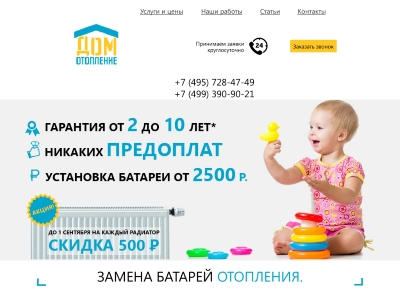 Услуги и цены
Наши работы
Статьи
Контакты
ДОМ
ОТОПЛЕНИЕ
Принимаем заявки
круглосуточно
24
Заказать звонок
+7 (495) 728-47-49
+7 (499) 390-90-21
ГАРАНТИЯ ОТ 2 ДО 10 ЛЕТ*
НИКАКИХ ПРЕДОПЛАТ
УСТАНОВКА БАТАРЕИ ОТ 2500 Р.
АКЦИЯ!
ДО 1 СЕНТЯБРЯ НА КАЖДЫЙ РАДИАТОР
СКИДКА 500 ₽
ЗАМЕНА БАТАРЕЙ ОТОПЛЕНИЯ.